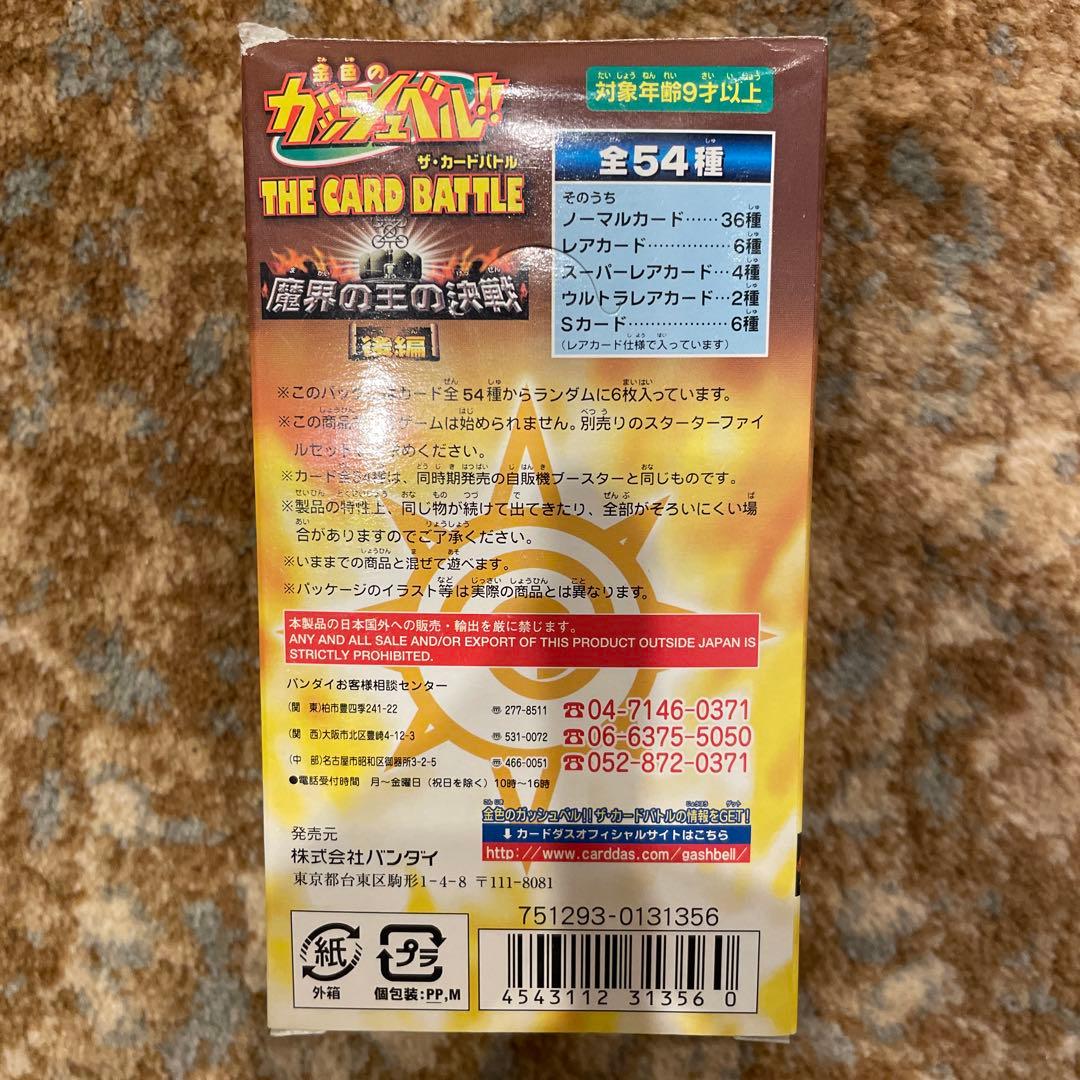 金色の
ガッシュベル!!
ザ・カードバトル
THE CARD BATTLE
魔界の王の決戦
後編
対象年齢9才以上
全54種
そのうち
ノーマルカード……36種
レアカード……………6種
スーパーレアカード…4種
ウルトラレアカード…2種
Sカード………………6種
(レアカード仕様で入っています)
※このパック カード全54種からランダムに6枚入っています。
※この商品 ゲームは始められません。別売りのスターターファイ
ルセット 求めください。
※カード全54種は、同時期発売の自販機ブースターと同じものです。
※製品の特性上、同じ物が続けて出てきたり、全部がそろいにくい場
合がありますのでご了承ください。
※いままでの商品と混ぜて遊べます。
※パッケージのイラスト等は実際の商品とは異なります。
本製品の日本国外への販売・輸出を厳に禁じます。
ANY AND ALL SALE AND/OR EXPORT OF THIS PRODUCT OUTSIDE JAPAN IS
STRICTLY PROHIBITED.
バンダイお客様相談センター
(関 東)柏市豊四季241-22 〠277-8511 ☎04-7146-0371
(関 西)大阪市北区豊崎4-12-3 〠531-0072 ☎06-6375-5050
(中 部)名古屋市昭和区御器所3-2-5 〠466-0051 ☎052-872-0371
●電話受付時間 月〜金曜日(祝日を除く)10時〜16時
金色のガッシュベル!!ザ・カードバトルの情報をGET!
⬇カードダスオフィシャルサイトはこちら
http://www.carddas.com/gashbell/
発売元
株式会社バンダイ
東京都台東区駒形1-4-8 〒111-8081
751293-0131356
紙
外箱
プラ
個包装:PP,M
4543112 313560